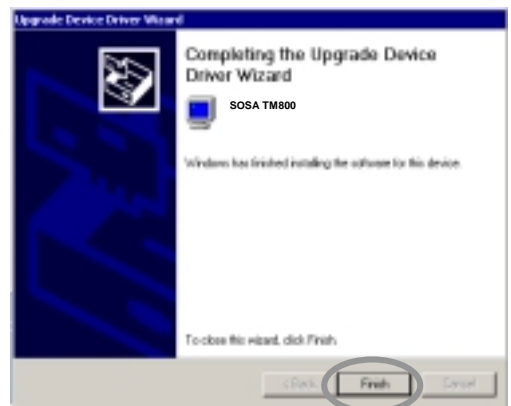 Upgrade Device Driver Wizard
Completing the Upgrade Device
Driver Wizard
SOSA TM800
Windows has finished installing the software for this device.
To close this wizard, click Finish.
< Back
Finish
Cancel